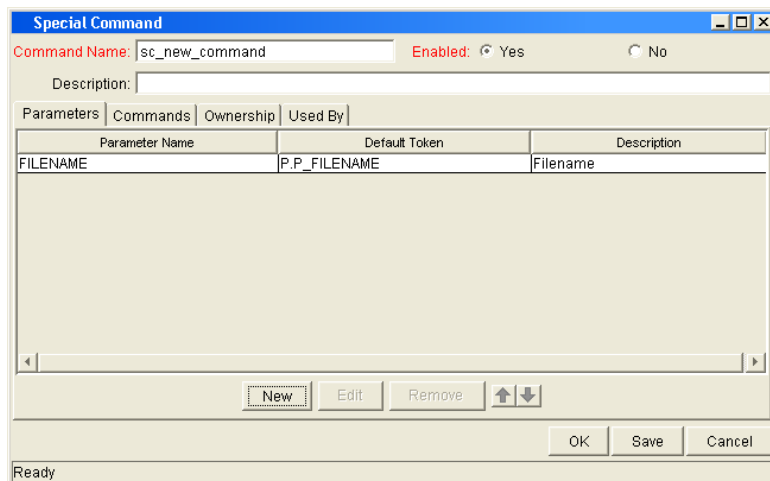 Special Command
Command Name: sc_new_command Enabled: Yes No
Description:
Parameters Commands Ownership Used By
Parameter Name Default Token Description
FILENAME P.P_FILENAME Filename
New Edit Remove
OK Save Cancel
Ready